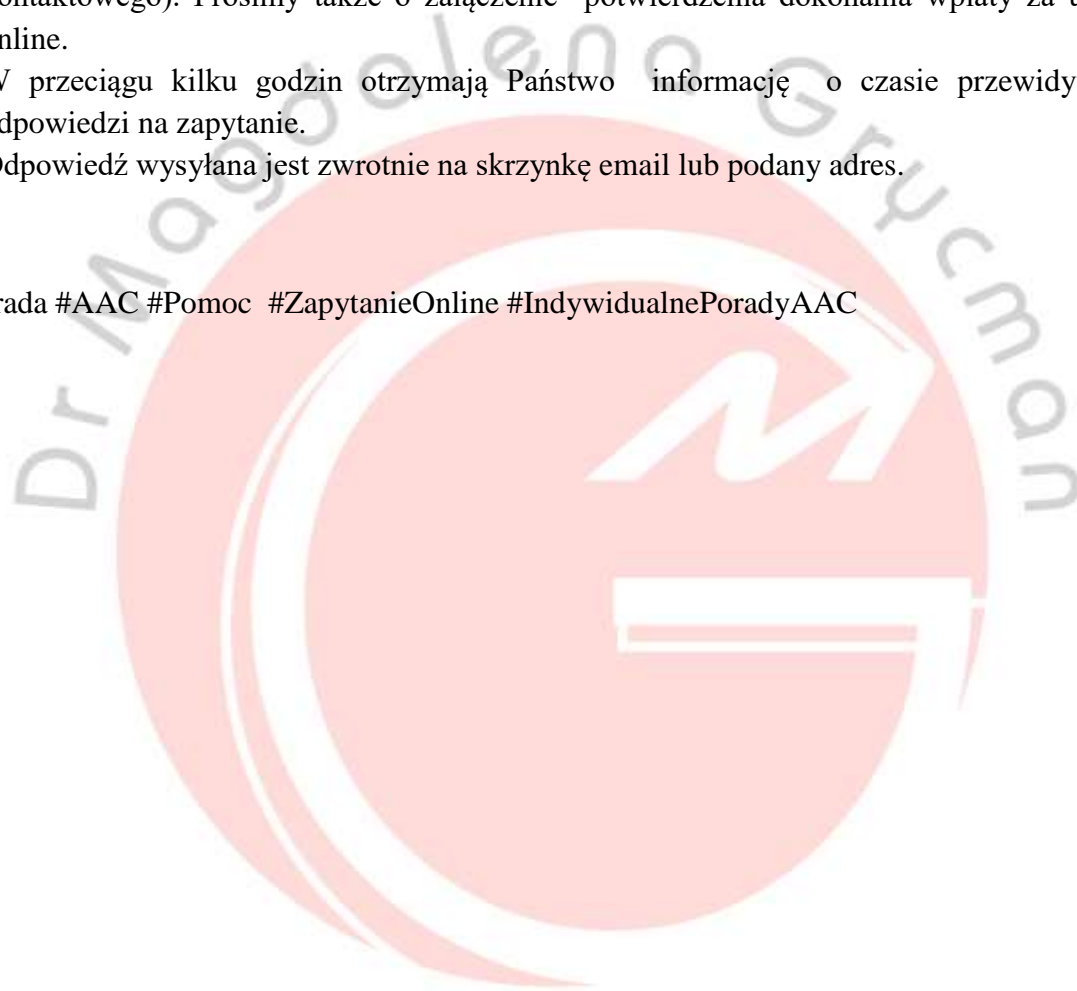 ontaktowego). Prosimy także o załączenie potwierdzenia dokonania wpłaty za u
nline.
W przeciągu kilku godzin otrzymają Państwo informację o czasie przewidy
dpowiedzi na zapytanie.
Odpowiedź wysyłana jest zwrotnie na skrzynkę email lub podany adres.
rada #AAC #Pomoc #ZapytanieOnline #IndywidualnePoradyAAC
Dr Magdalena Grycman